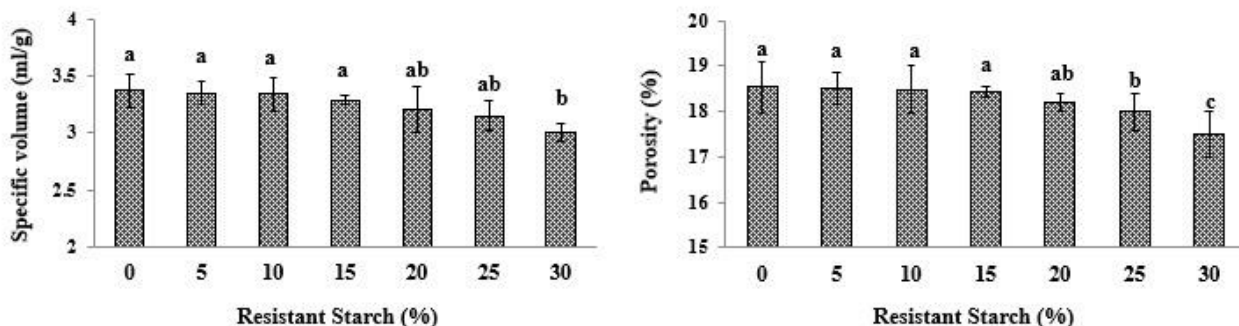 Specific volume (ml/g)
4
3.5
3
2.5
2
a
a
a
a
ab
ab
b
0 5 10 15 20 25 30
Resistant Starch (%)
Porosity (%)
20
19
18
17
16
15
a
a
a
a
ab
b
c
0 5 10 15 20 25 30
Resistant Starch (%)